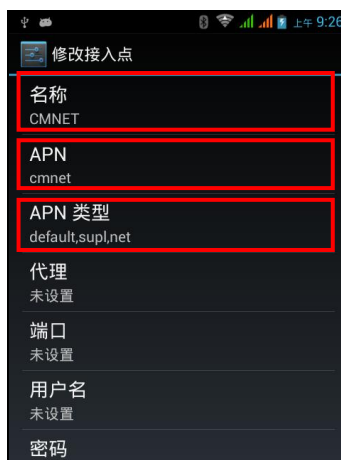 上午 9:26
修改接入点
名称
CMNET
APN
cmnet
APN 类型
default,supl,net
代理
未设置
端口
未设置
用户名
未设置
密码